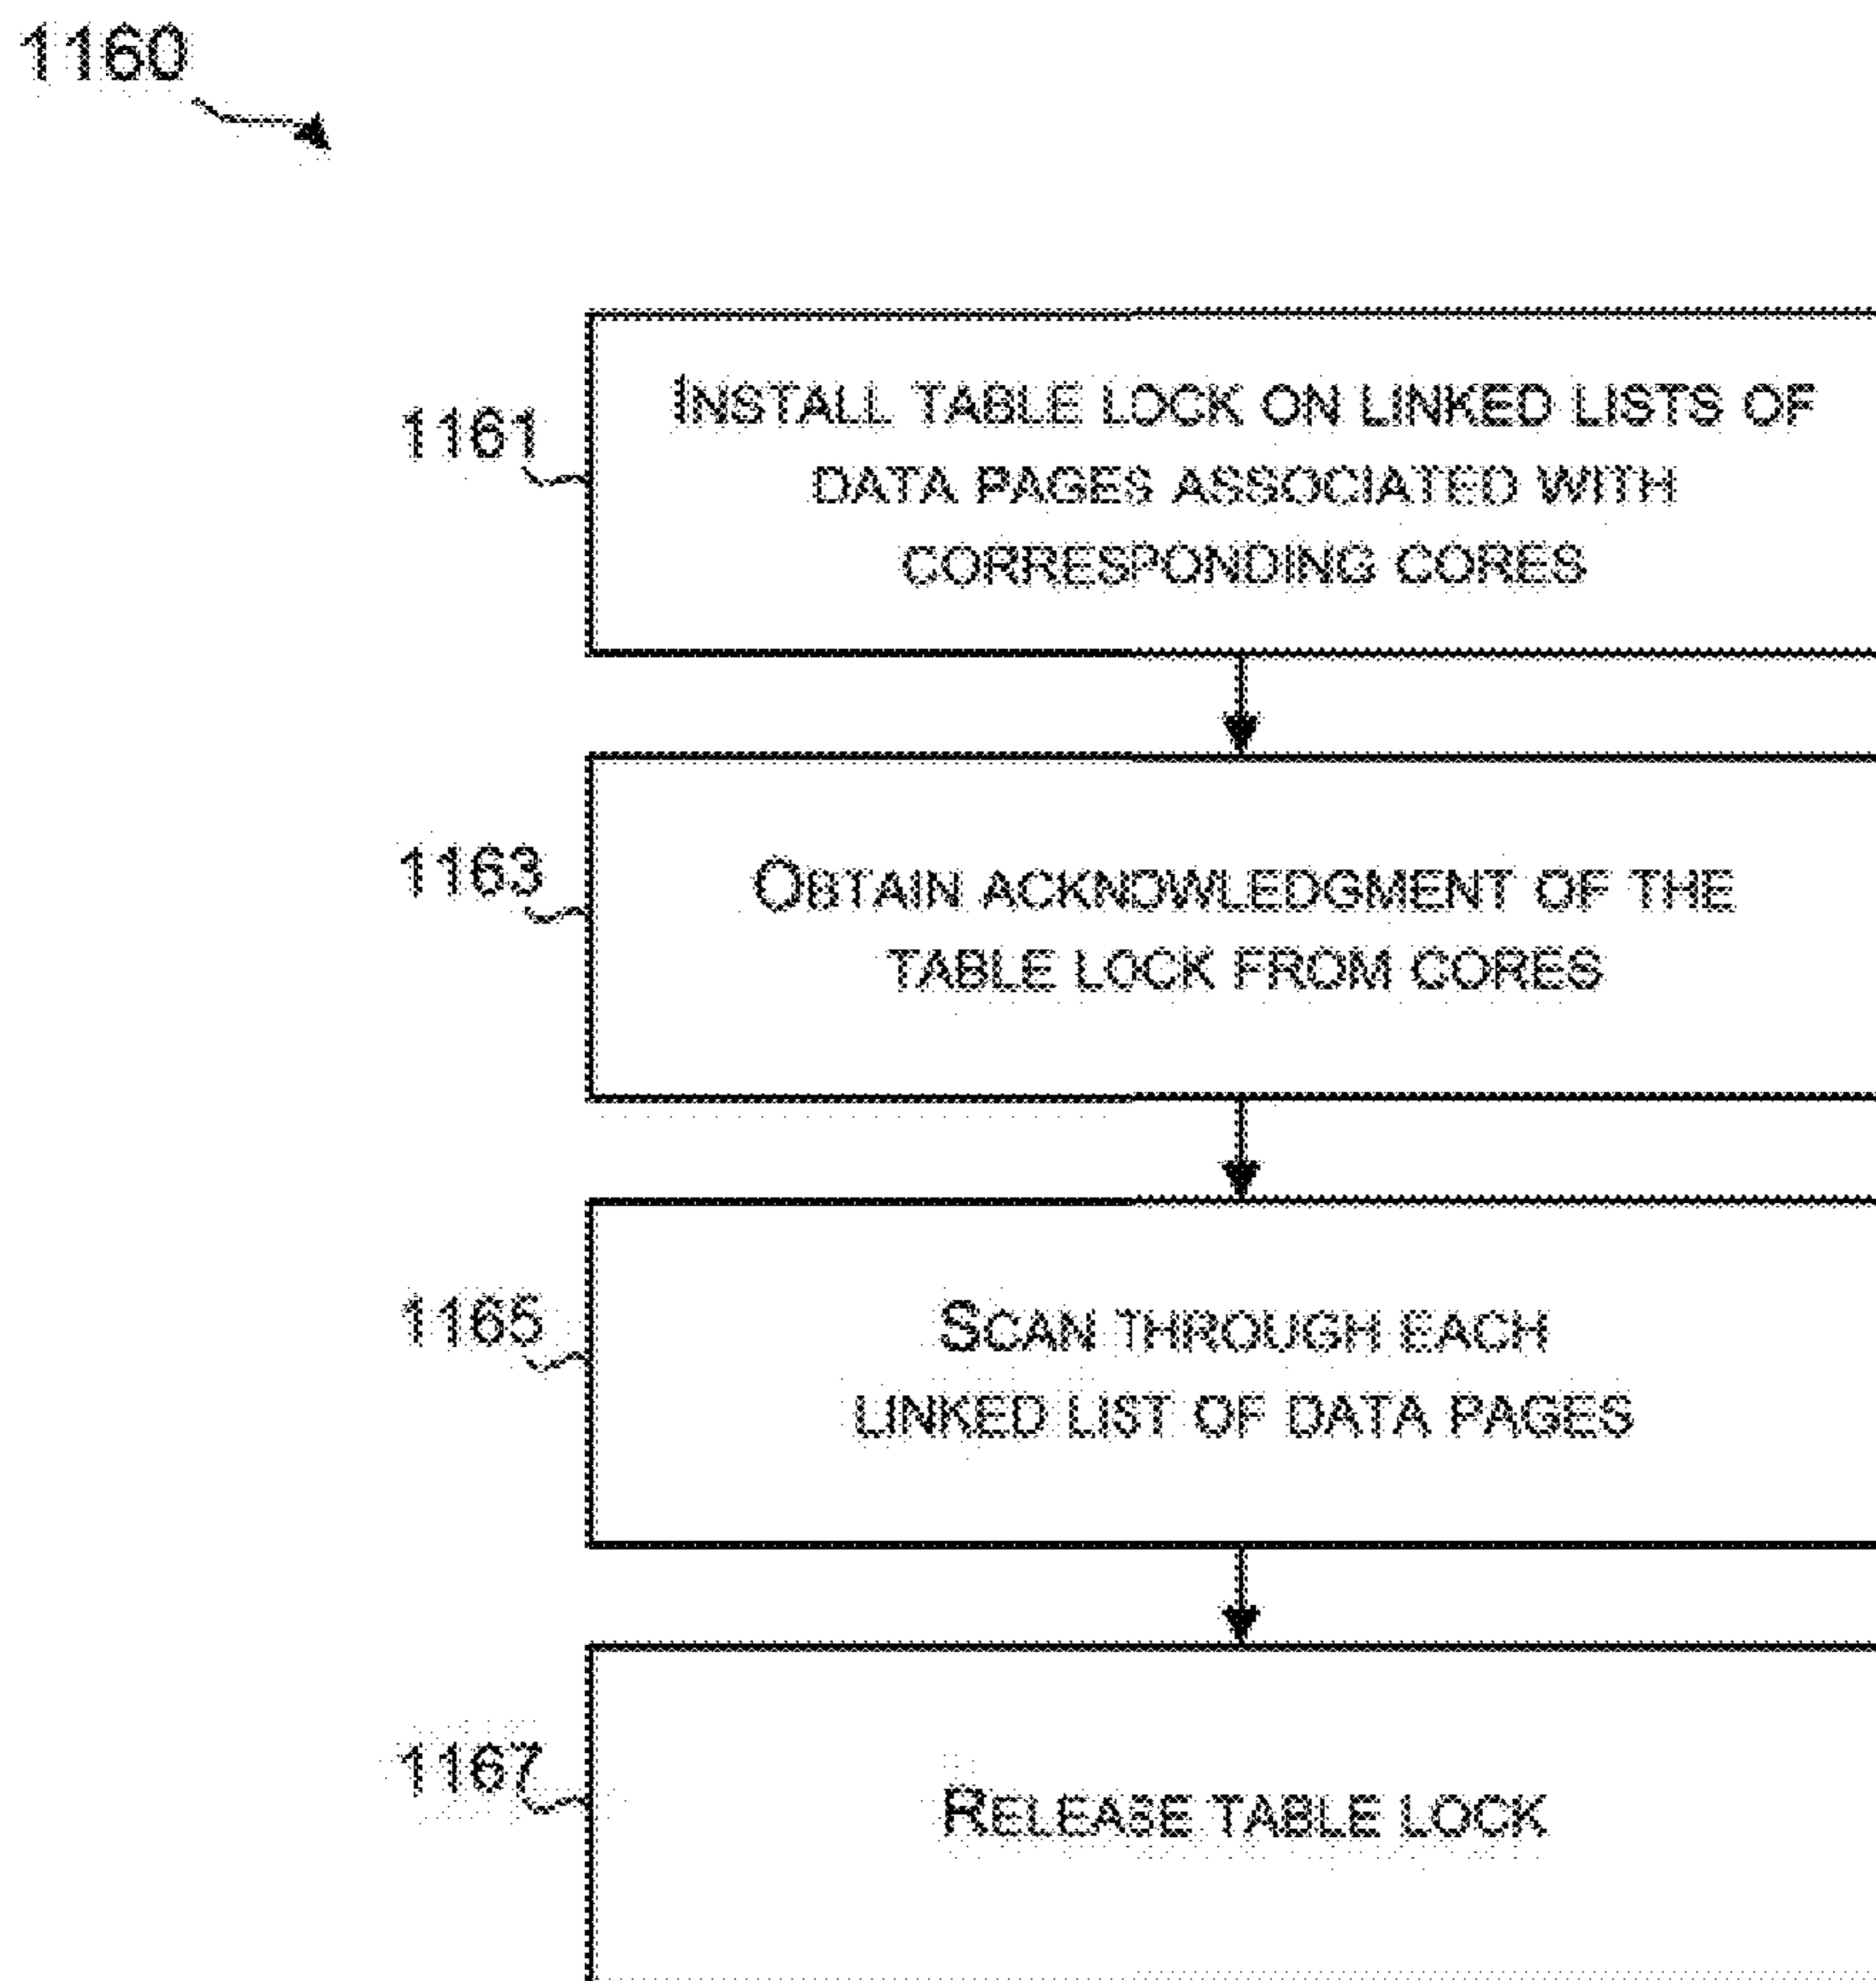 1160
1161
INSTALL TABLE LOCK ON LINKED LISTS OF
DATA PAGES ASSOCIATED WITH
CORRESPONDING CORES
1163
OBTAIN ACKNOWLEDGMENT OF THE
TABLE LOCK FROM CORES
1165
SCAN THROUGH EACH
LINKED LIST OF DATA PAGES
1167
RELEASE TABLE LOCK